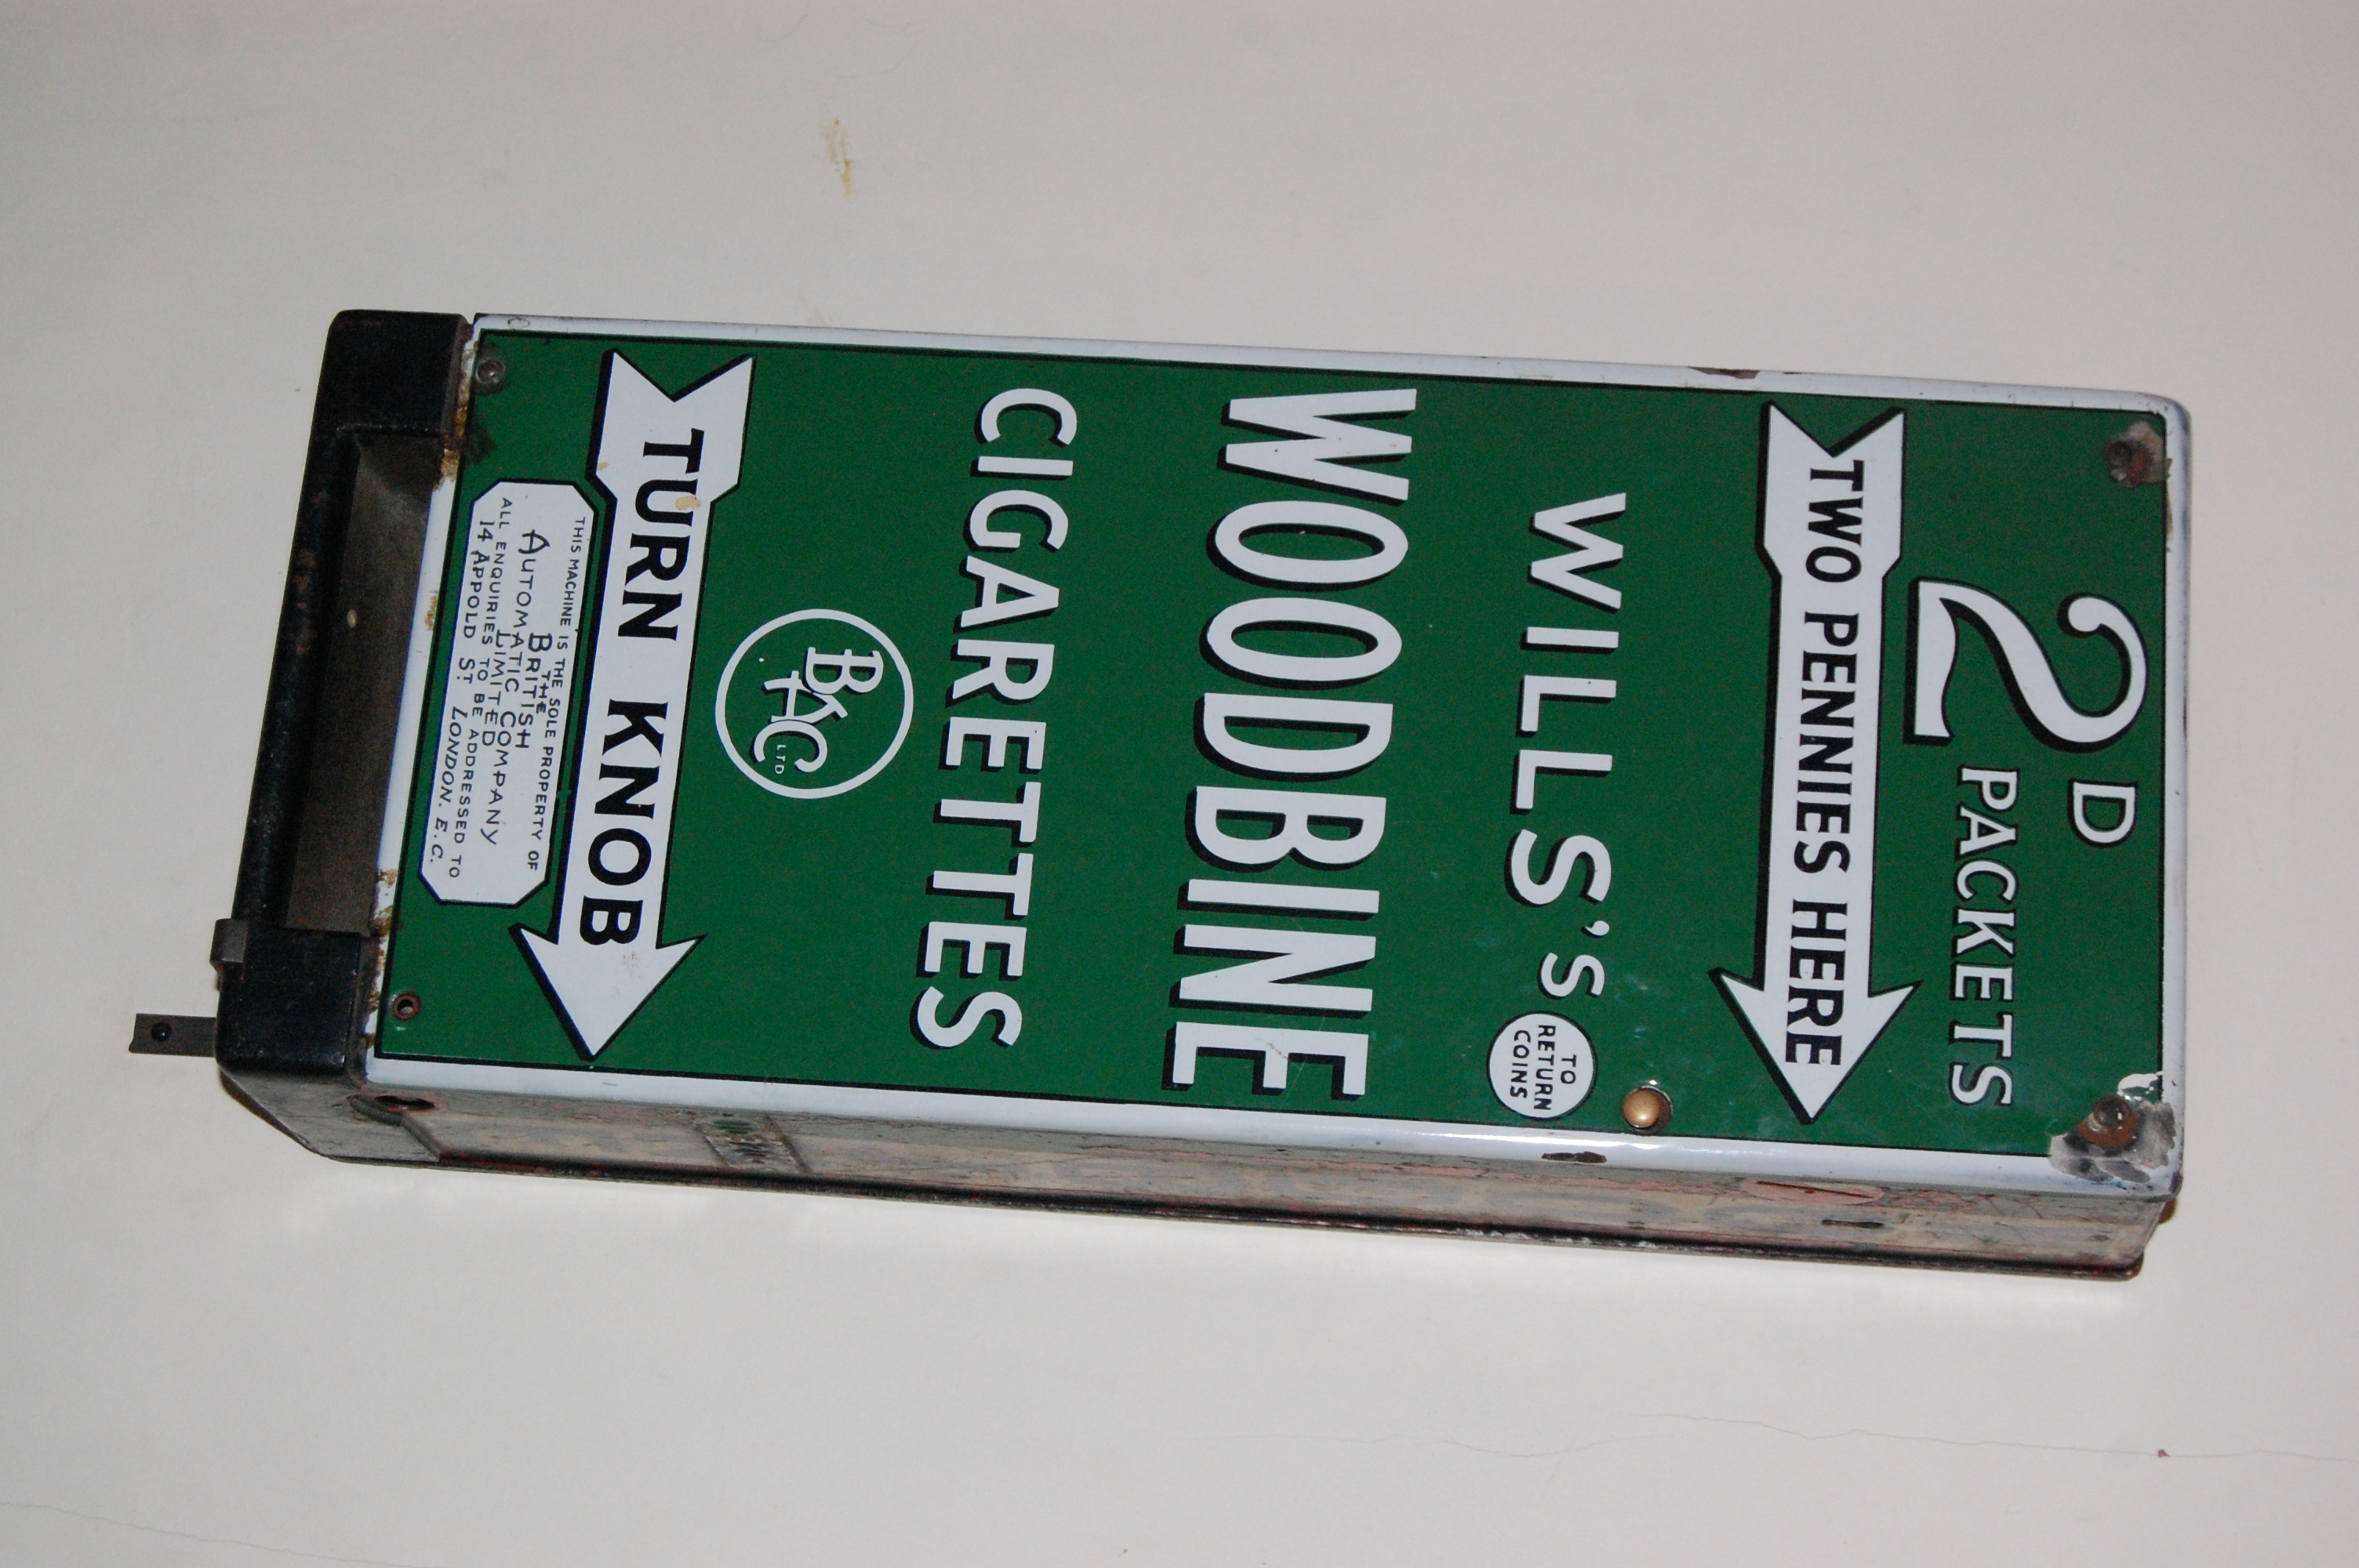 2D
PACKETS
TWO PENNIES HERE
WILLS'S
TO
RETURN
COINS
WOODBINE
CIGARETTES
BAC
LTD
TURN KNOB
THIS MACHINE IS THE SOLE PROPERTY OF
THE
BRITISH
AUTOMATIC COMPANY
LIMITED
ALL ENQUIRIES TO BE ADDRESSED TO
14 APPOLD ST. LONDON. E.C.